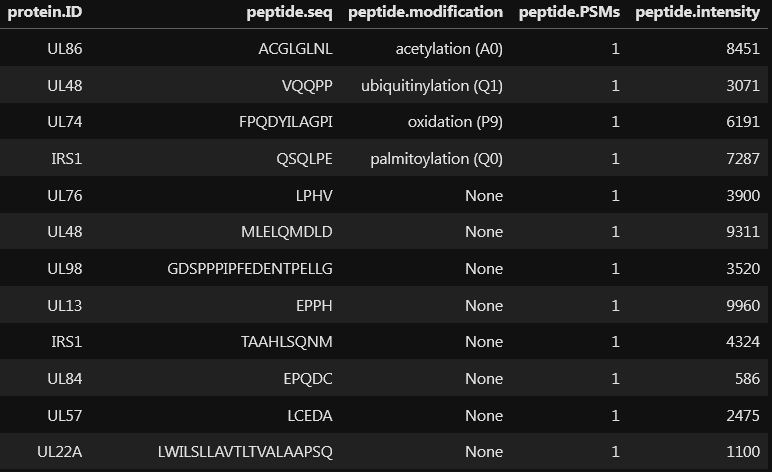 protein.ID peptide.seq peptide.modification peptide.PSMs peptide.intensity
UL86 ACGLGLNL acetylation (A0) 1 8451
UL48 VQQPP ubiquitinylation (Q1) 1 3071
UL74 FPQDYILAGPI oxidation (P9) 1 6191
IRS1 QSQLPE palmitoylation (Q0) 1 7287
UL76 LPHV None 1 3900
UL48 MLELQMDLD None 1 9311
UL98 GDSPPPIPFEDENTPELLG None 1 3520
UL13 EPPH None 1 9960
IRS1 TAAHLSQNM None 1 4324
UL84 EPQDC None 1 586
UL57 LCEDA None 1 2475
UL22A LWILSLLAVTLTVALAAPSQ None 1 1100